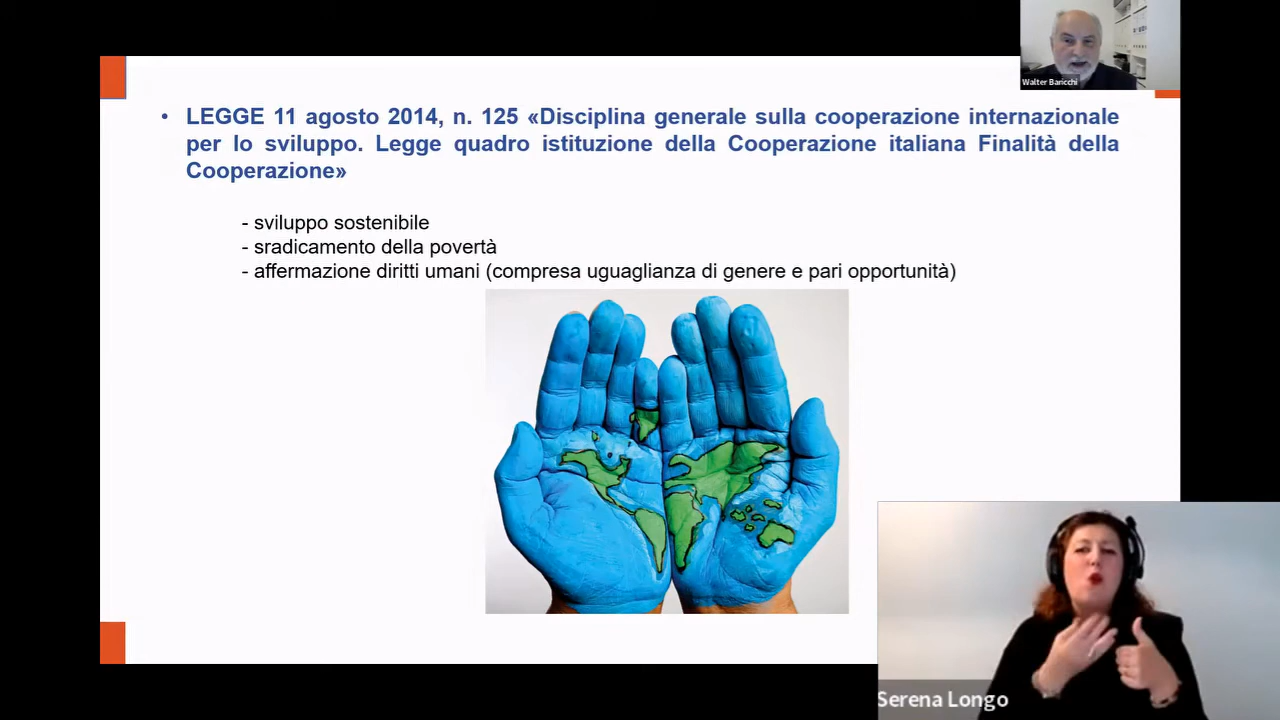 Walter Baricchi
• LEGGE 11 agosto 2014, n. 125 «Disciplina generale sulla cooperazione internazionale
per lo sviluppo. Legge quadro istituzione della Cooperazione italiana Finalità della
Cooperazione»
- sviluppo sostenibile
- sradicamento della povertà
- affermazione diritti umani (compresa uguaglianza di genere e pari opportunità)
Serena Longo